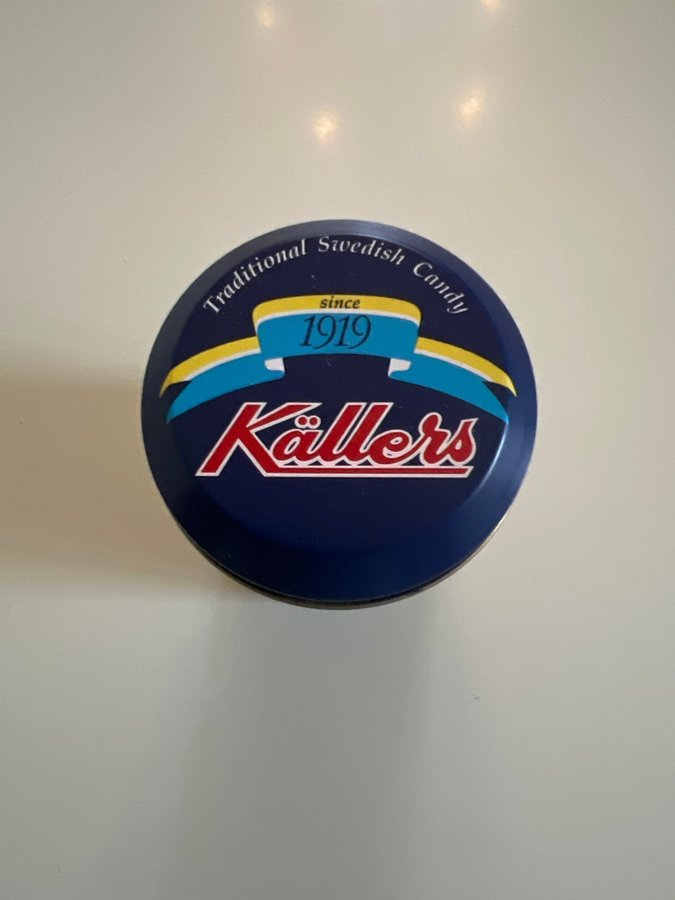 Traditional Swedish Candy
since
1919
Källers